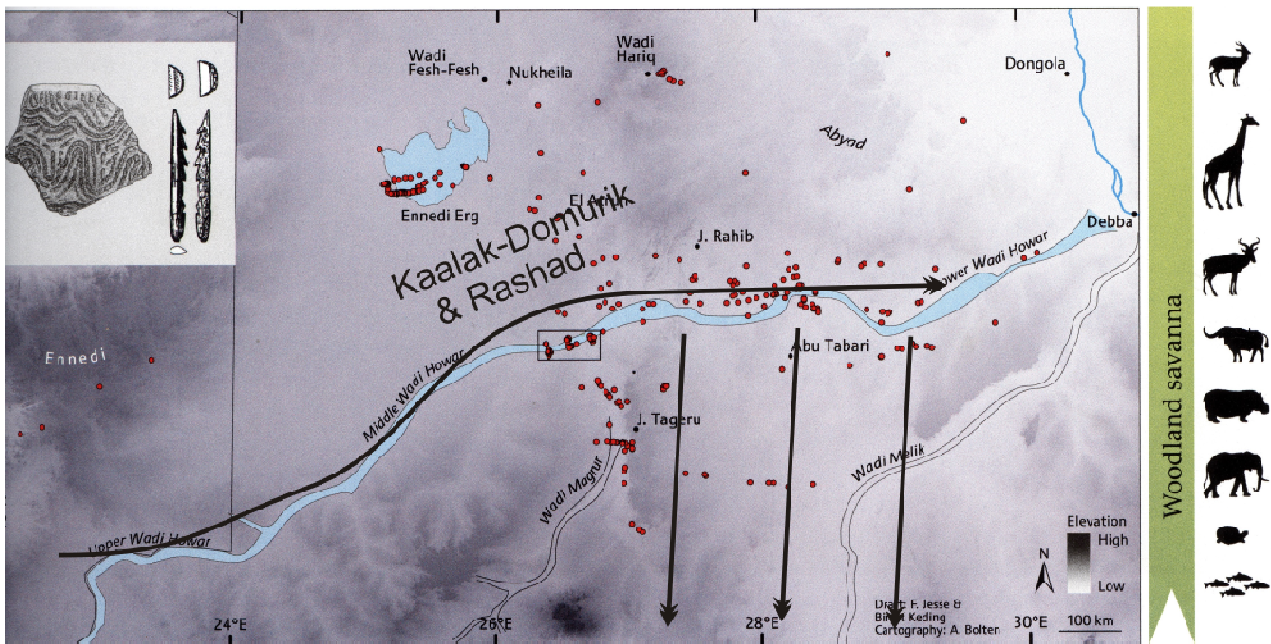 Wadi
Fesh-Fesh
Nukheila
Wadi
Hariq
Dongola
Abyad
Ennedi Erg
Kaalak-Domurik
& Rashad
J. Rahib
Debba
Lower Wadi Howar
Ennedi
Middle Wadi Howar
Abu Tabari
J. Tageru
Wadi Magrur
Wadi Melik
Upper Wadi Howar
Elevation
High
Low
N
Draft: F. Jesse &
Birgit Keding
Cartography: A. Bolten
24°E
26°E
28°E
30°E
100 km
Woodland savanna